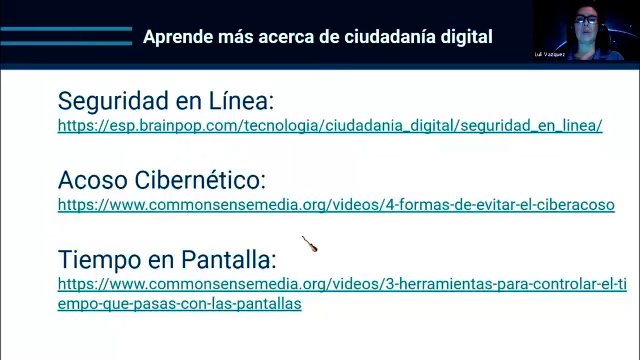 Aprende más acerca de ciudadanía digital
Luli Vazquez
Seguridad en Línea:
https://esp.brainpop.com/tecnologia/ciudadania_digital/seguridad_en_linea/
Acoso Cibernético:
https://www.commonsensemedia.org/videos/4-formas-de-evitar-el-ciberacoso
Tiempo en Pantalla:
https://www.commonsensemedia.org/videos/3-herramientas-para-controlar-el-ti
empo-que-pasas-con-las-pantallas